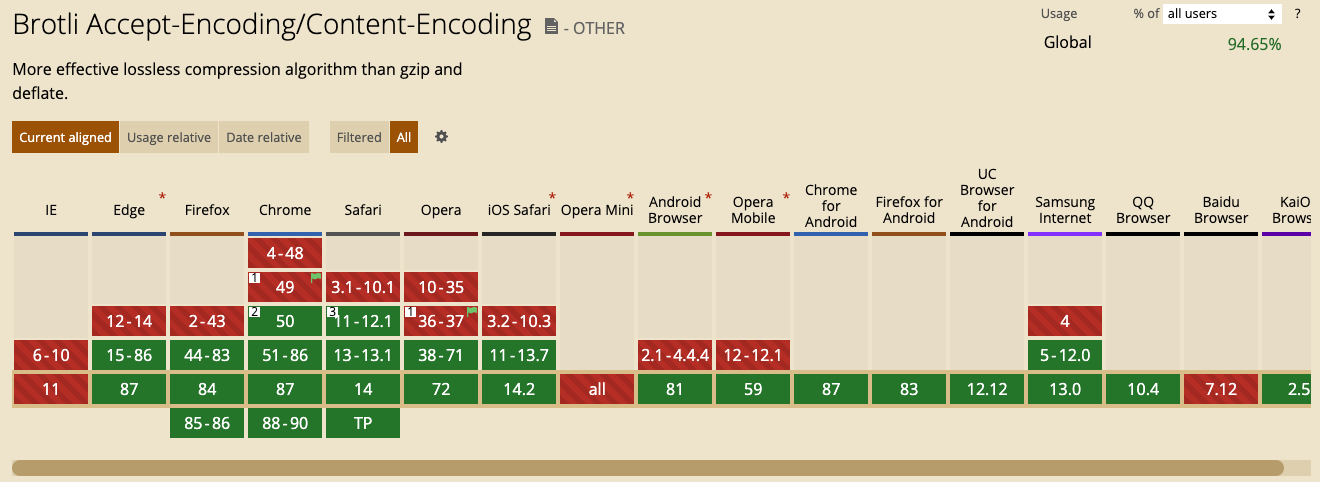 Brotli Accept-Encoding/Content-Encoding - OTHER
Usage % of all users ?
Global 94.65%
More effective lossless compression algorithm than gzip and
deflate.
Current aligned Usage relative Date relative Filtered All
IE
Edge *
Firefox
Chrome
Safari
Opera
iOS Safari *
Opera Mini *
Android *
Browser
Opera *
Mobile
Chrome
for
Android
Firefox for
Android
UC
Browser
for
Android
Samsung
Internet
QQ
Browser
Baidu
Browser
KaiO
Brows
4-48
1 49 3.1-10.1 10-35
12-14 2-43 2 50 3 11-12.1 1 36-37 3.2-10.3 4
6-10 15-86 44-83 51-86 13-13.1 38-71 11-13.7 2.1-4.4.4 12-12.1 5-12.0
11 87 84 87 14 72 14.2 all 81 59 87 83 12.12 13.0 10.4 7.12 2.5
85-86 88-90 TP